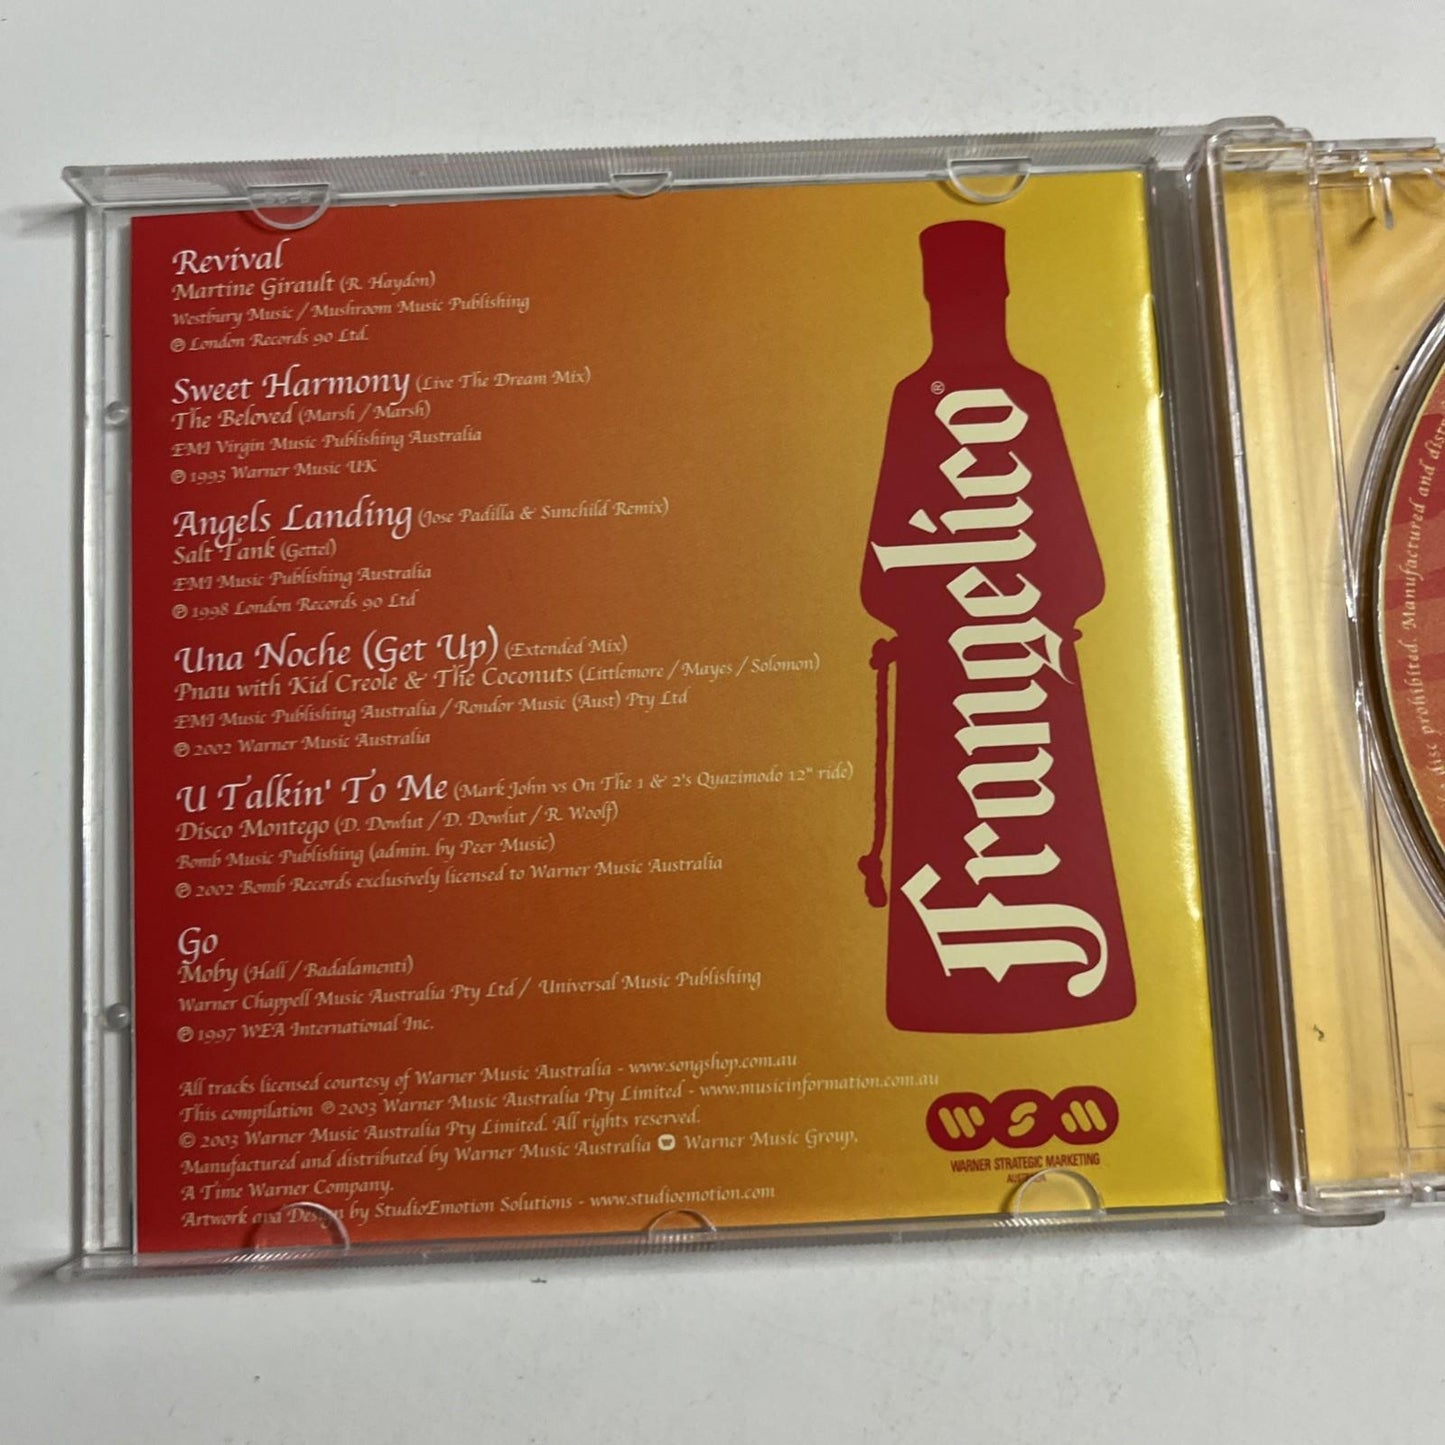 Revival
Martine Girault (R. Haydon)
Westbury Music / Mushroom Music Publishing
℗ London Records 90 Ltd.
Sweet Harmony (Live The Dream Mix)
The Beloved (Marsh / Marsh)
EMI Virgin Music Publishing Australia
℗ 1993 Warner Music UK
Angels Landing (Jose Padilla & Sunchild Remix)
Salt Tank (Gettel)
EMI Music Publishing Australia
℗ 1998 London Records 90 Ltd
Una Noche (Get Up) (Extended Mix)
Pnau with Kid Creole & The Coconuts (Littlemore / Mayes / Solomon)
EMI Music Publishing Australia / Rondor Music (Aust) Pty Ltd
℗ 2002 Warner Music Australia
U Talkin' To Me (Mark John vs On The 1 & 2's Quazimodo 12" ride)
Disco Montego (D. Dowlut / D. Dowlut / R. Woolf)
Bomb Music Publishing (admin. by Peer Music)
℗ 2002 Bomb Records exclusively licensed to Warner Music Australia
Go
Moby (Hall / Badalamenti)
Warner Chappell Music Australia Pty Ltd / Universal Music Publishing
℗ 1997 WEA International Inc.
All tracks licensed courtesy of Warner Music Australia - www.songshop.com.au
This compilation ℗ 2003 Warner Music Australia Pty Limited - www.musicinformation.com.au
© 2003 Warner Music Australia Pty Limited. All rights reserved.
Manufactured and distributed by Warner Music Australia Warner Music Group,
A Time Warner Company.
Artwork and Design by StudioEmotion Solutions - www.studioemotion.com
Frangelico®
WSM
WARNER STRATEGIC MARKETING
AUSTRALIA
disc prohibited. Manufactured and